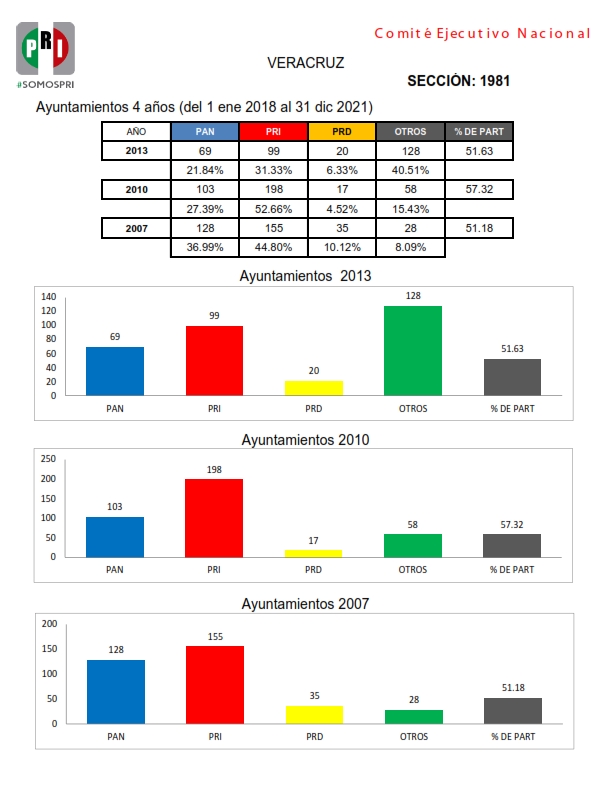 PRI
#SOMOSPRI
Comité Ejecutivo Nacional
VERACRUZ
SECCIÓN: 1981
Ayuntamientos 4 años (del 1 ene 2018 al 31 dic 2021)
AÑO PAN PRI PRD OTROS % DE PART
2013 69 99 20 128 51.63
21.84% 31.33% 6.33% 40.51%
2010 103 198 17 58 57.32
27.39% 52.66% 4.52% 15.43%
2007 128 155 35 28 51.18
36.99% 44.80% 10.12% 8.09%
Ayuntamientos 2013
140
120
100
80
60
40
20
0
69 99 20 128 51.63
PAN PRI PRD OTROS % DE PART
Ayuntamientos 2010
250
200
150
100
50
0
103 198 17 58 57.32
PAN PRI PRD OTROS % DE PART
Ayuntamientos 2007
200
150
100
50
0
128 155 35 28 51.18
PAN PRI PRD OTROS % DE PART